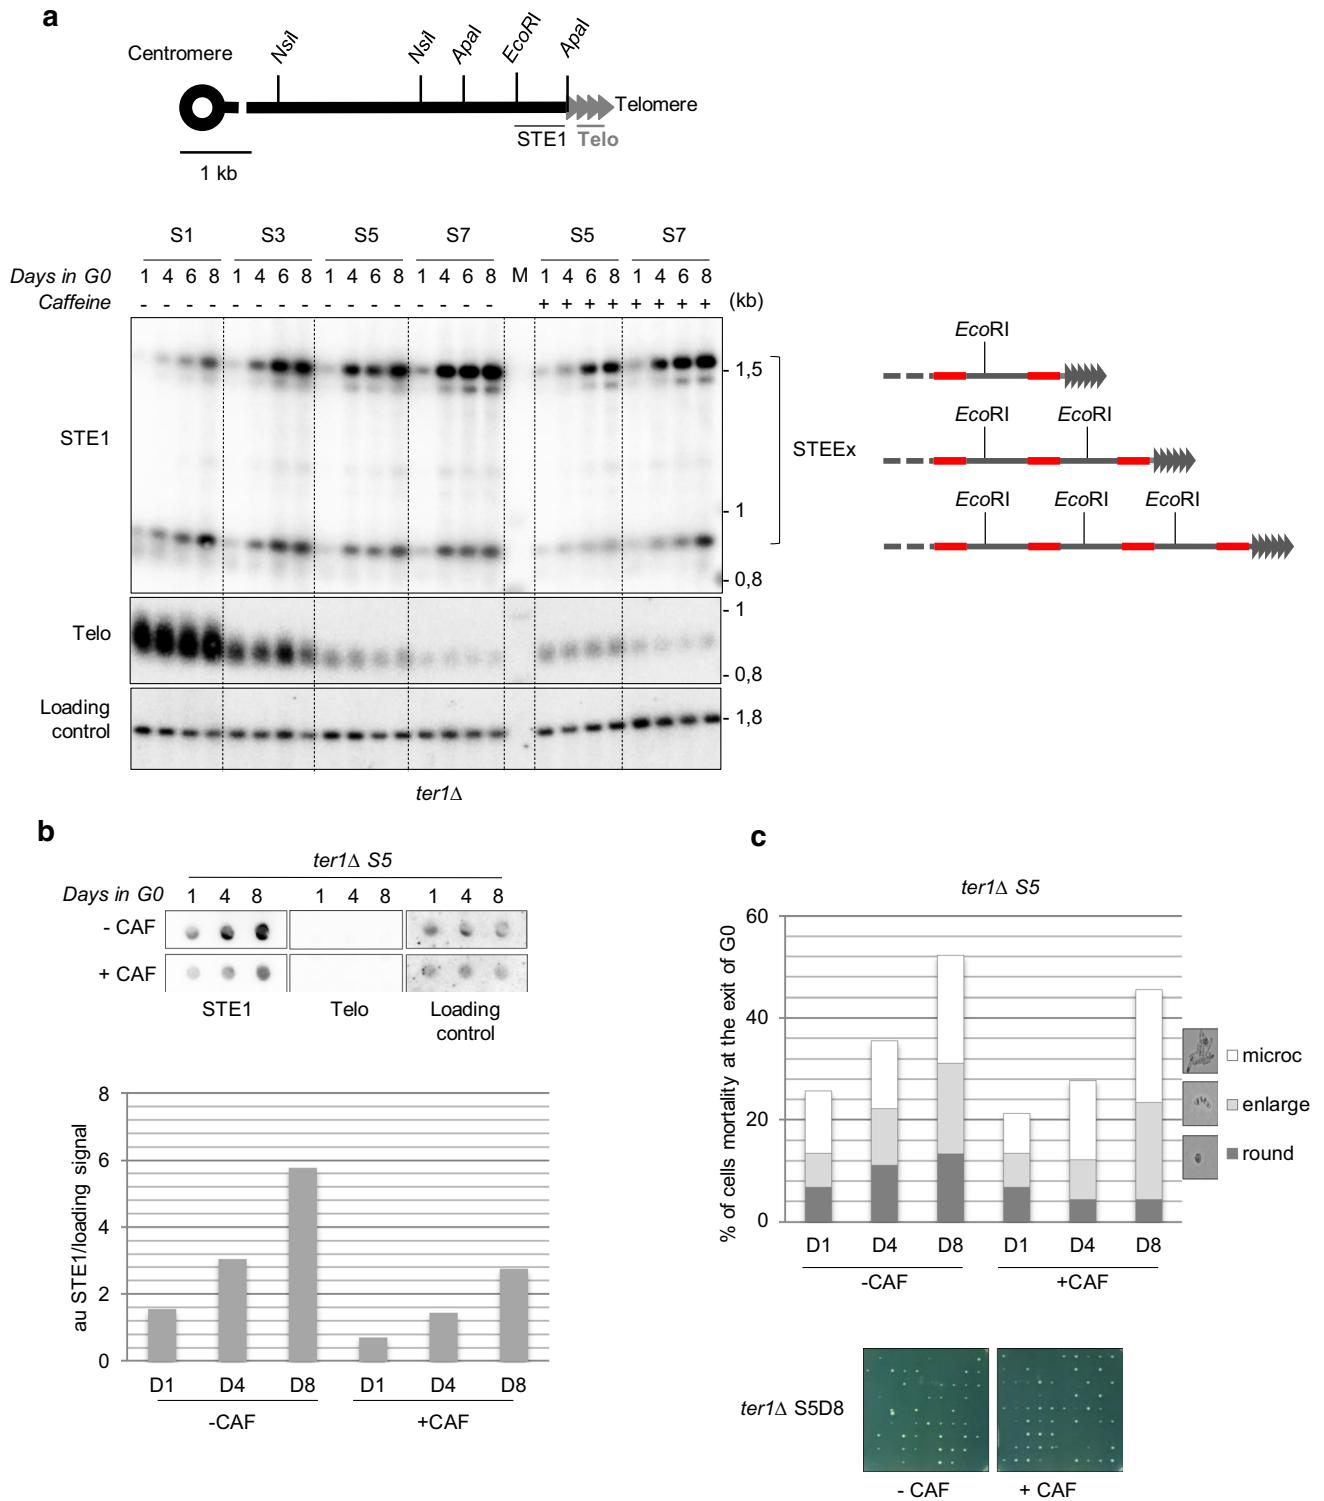 a
Centromere
NsiI
NsiI
ApaI
EcoRI
ApaI
Telomere
STE1
Telo
1 kb
S1 S3 S5 S7 S5 S7
Days in G0 1 4 6 8 1 4 6 8 1 4 6 8 1 4 6 8 M 1 4 6 8 1 4 6 8
Caffeine - - - - - - - - - - - - - - - - + + + + + + + + (kb)
STE1
- 1,5
- 1
- 0,8
STEEx
EcoRI
EcoRI EcoRI
EcoRI EcoRI EcoRI
Telo
- 1
- 0,8
Loading control
- 1,8
ter1Δ
b
ter1Δ S5
Days in G0 1 4 8 1 4 8 1 4 8
- CAF
+ CAF
STE1 Telo Loading control
au STE1/loading signal
8
6
4
2
0
D1 D4 D8 D1 D4 D8
-CAF +CAF
c
ter1Δ S5
% of cells mortality at the exit of G0
60
40
20
0
microc
enlarge
round
D1 D4 D8 D1 D4 D8
-CAF +CAF
ter1Δ S5D8
- CAF + CAF